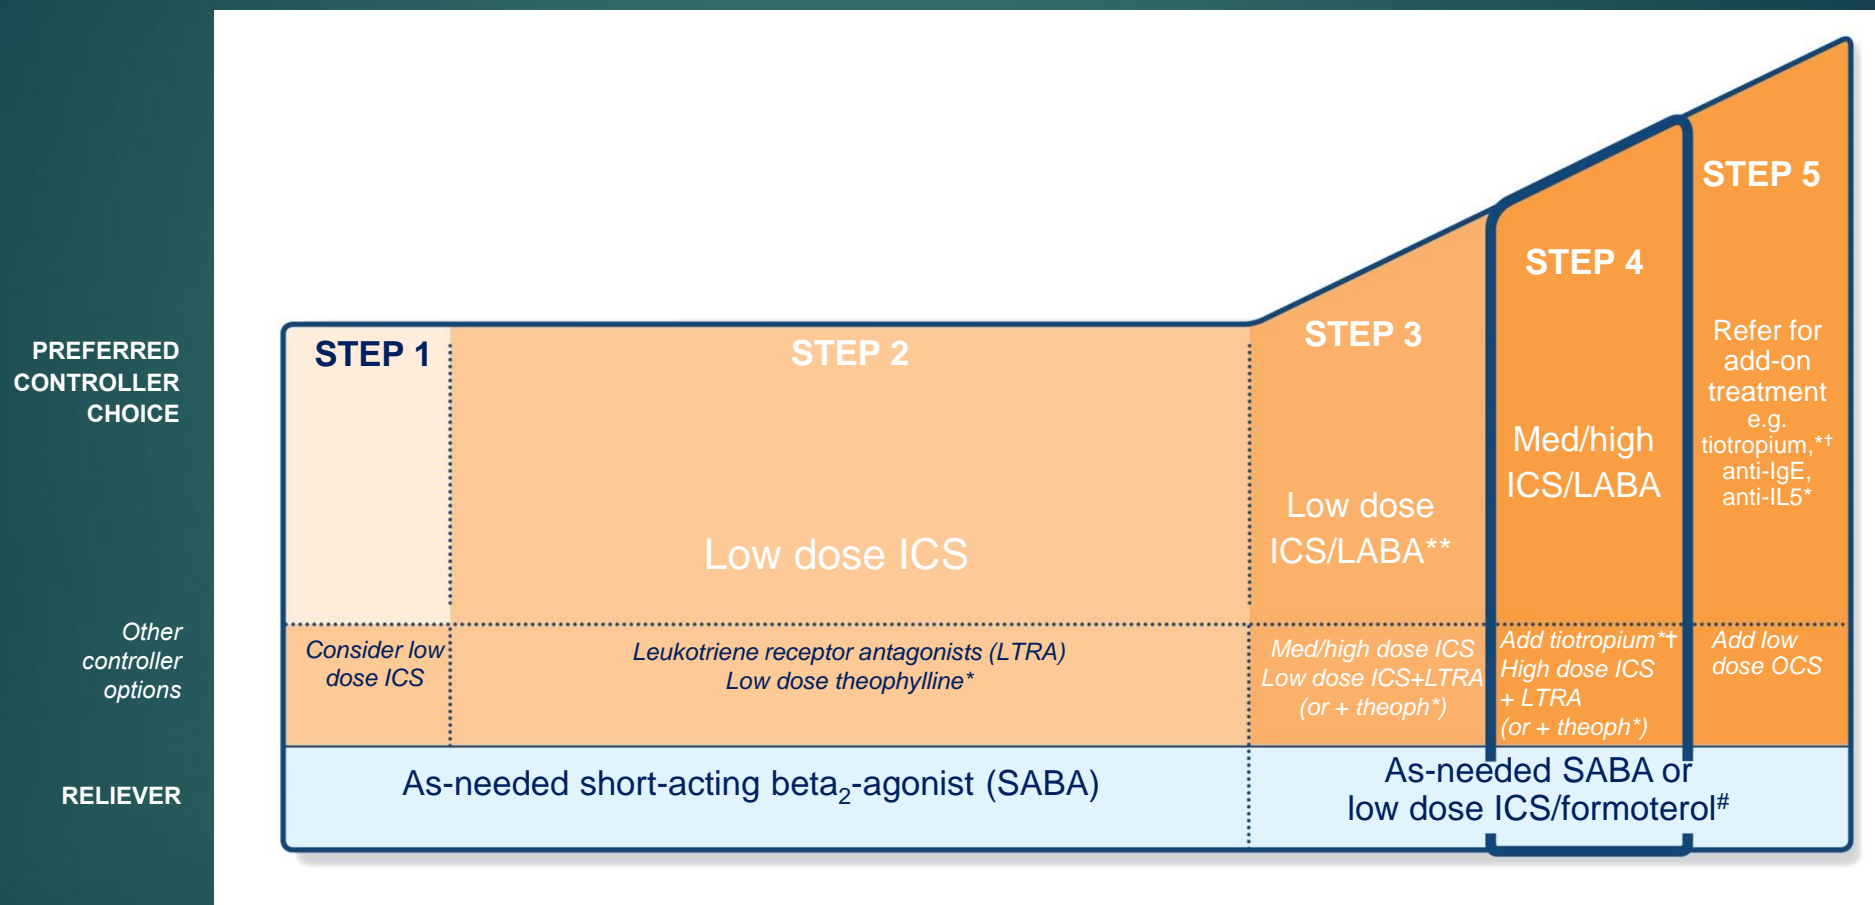 PREFERRED
CONTROLLER
CHOICE
STEP 1
STEP 2
Low dose ICS
STEP 3
Low dose
ICS/LABA**
STEP 4
Med/high
ICS/LABA
STEP 5
Refer for
add-on
treatment
e.g.
tiotropium,*†
anti-IgE,
anti-IL5*
Other
controller
options
Consider low
dose ICS
Leukotriene receptor antagonists (LTRA)
Low dose theophylline*
Med/high dose ICS
Low dose ICS+LTRA
(or + theoph*)
Add tiotropium*†
High dose ICS
+ LTRA
(or + theoph*)
Add low
dose OCS
RELIEVER
As-needed short-acting beta₂-agonist (SABA)
As-needed SABA or
low dose ICS/formoterol#